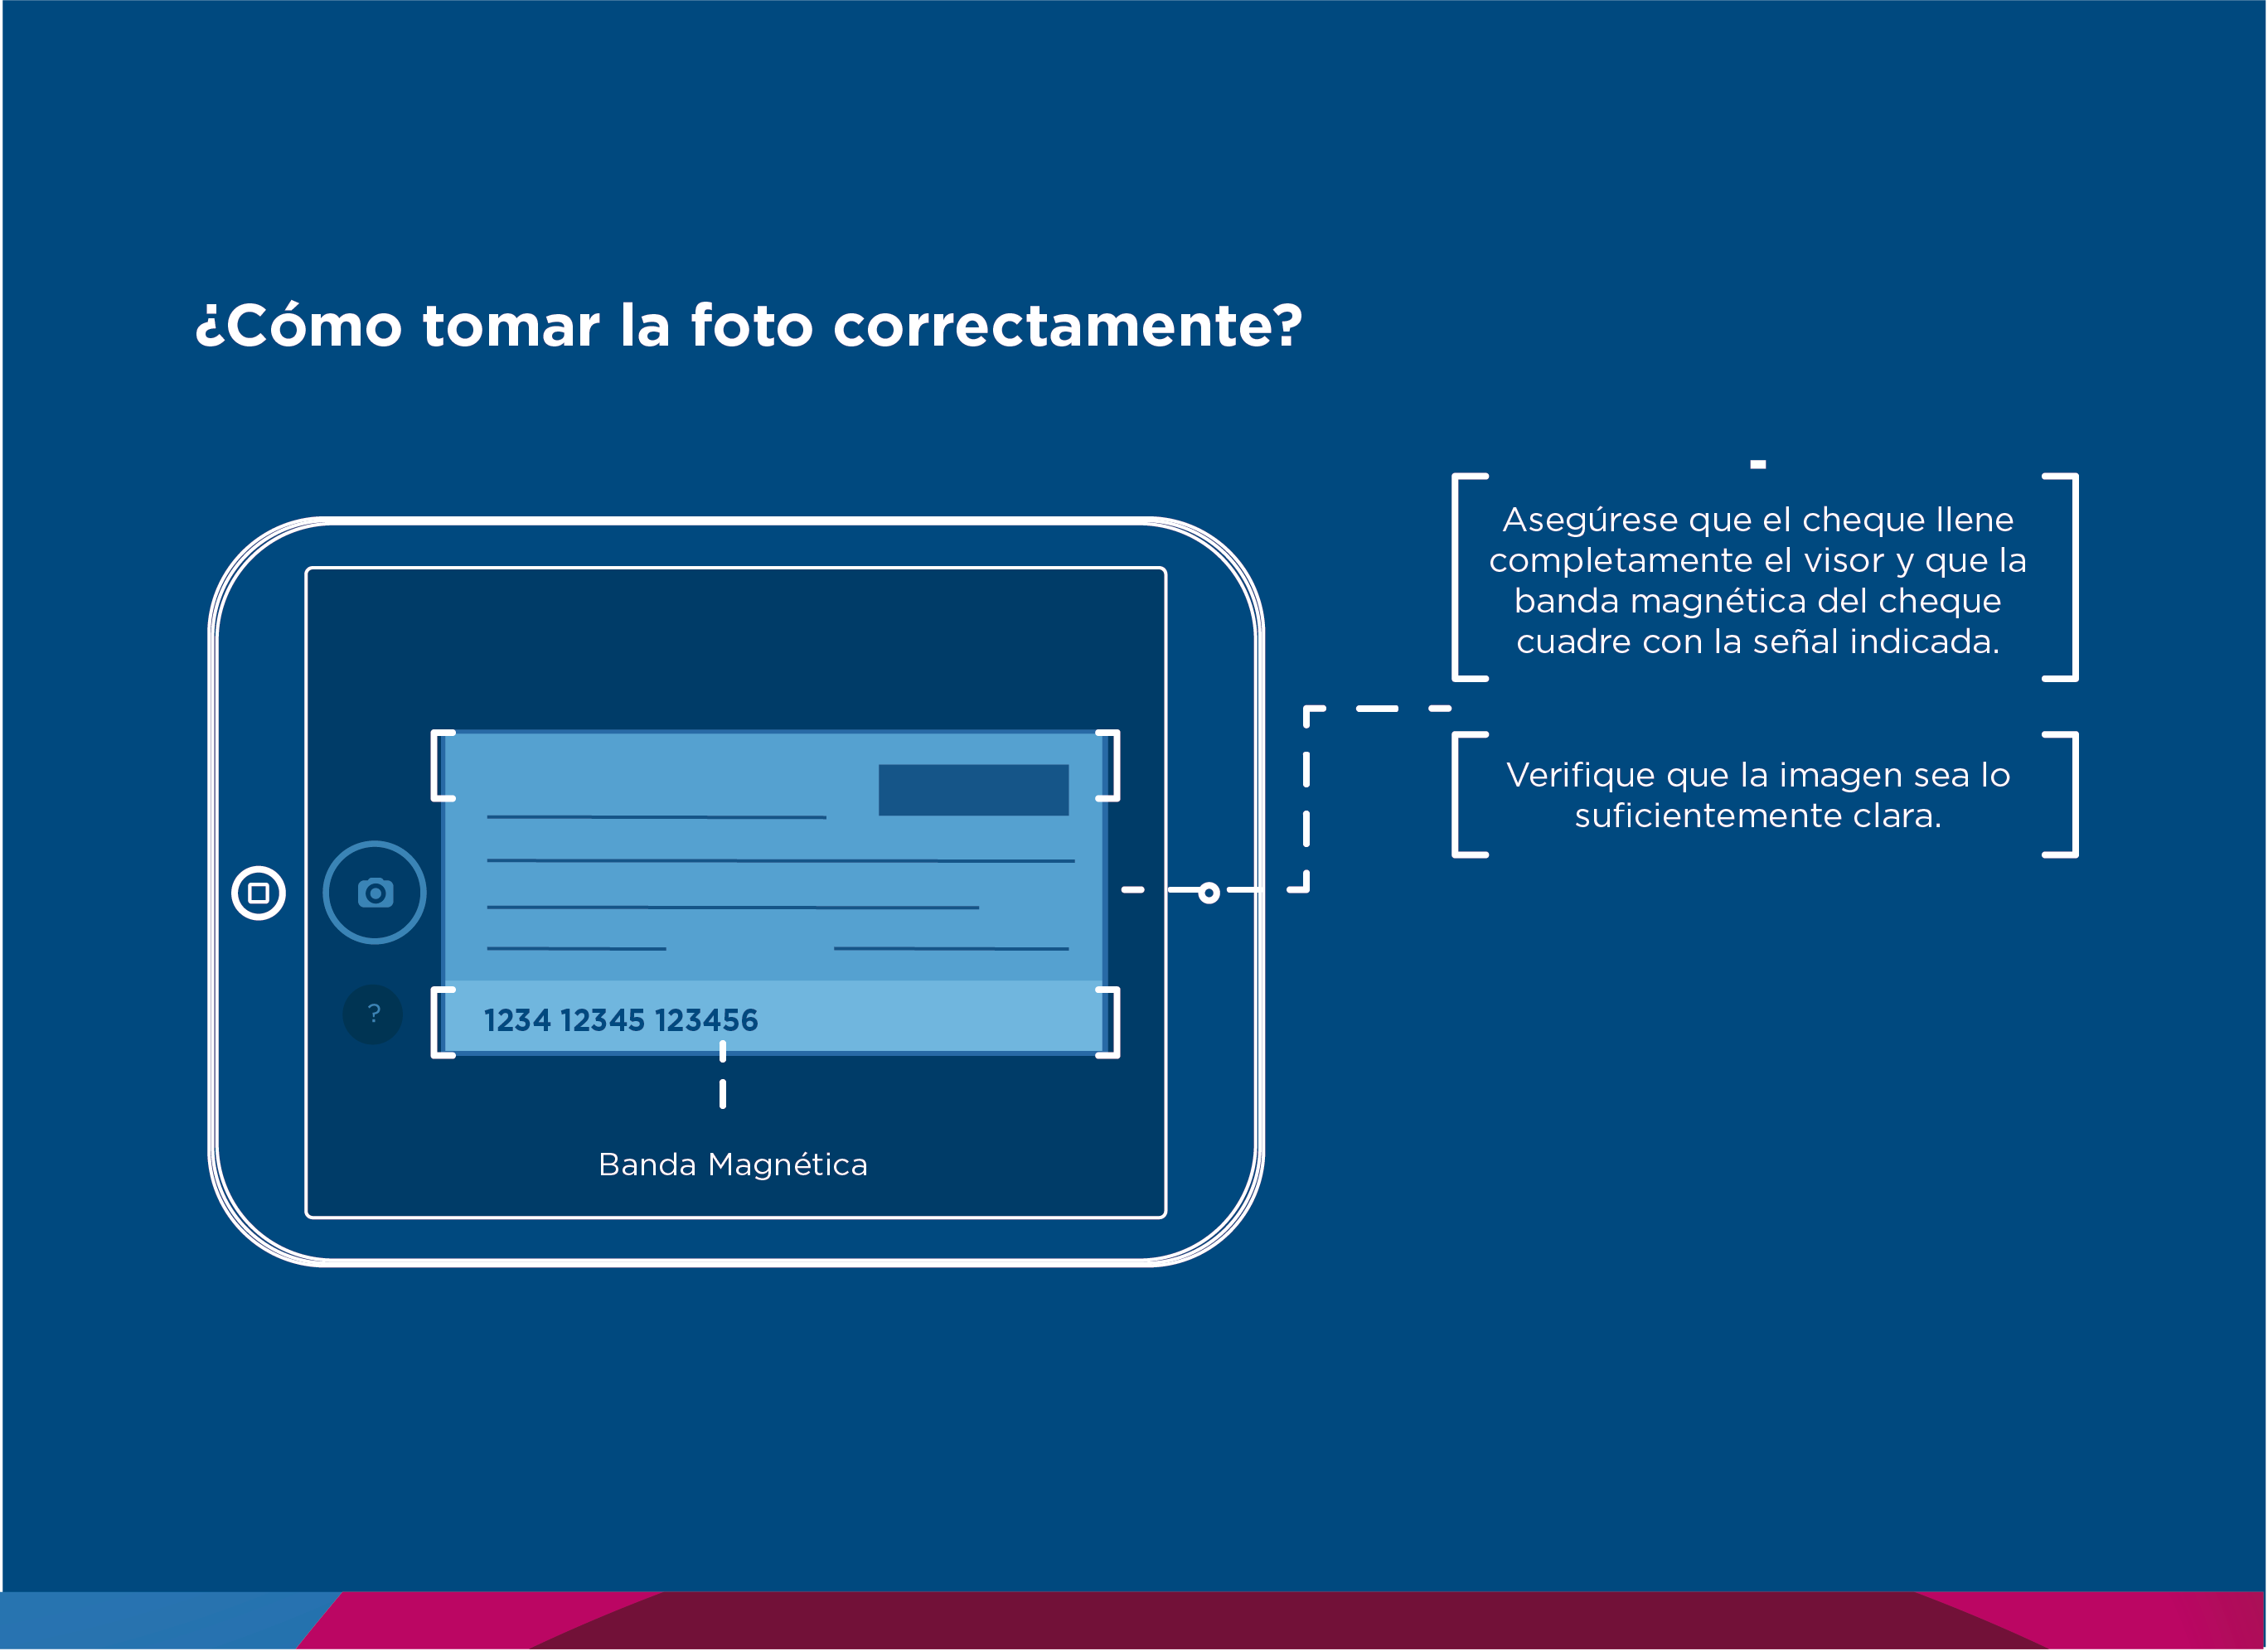 ¿Cómo tomar la foto correctamente?
Asegúrese que el cheque llene
completamente el visor y que la
banda magnética del cheque
cuadre con la señal indicada.
Verifique que la imagen sea lo
suficientemente clara.
?
1234 12345 123456
Banda Magnética